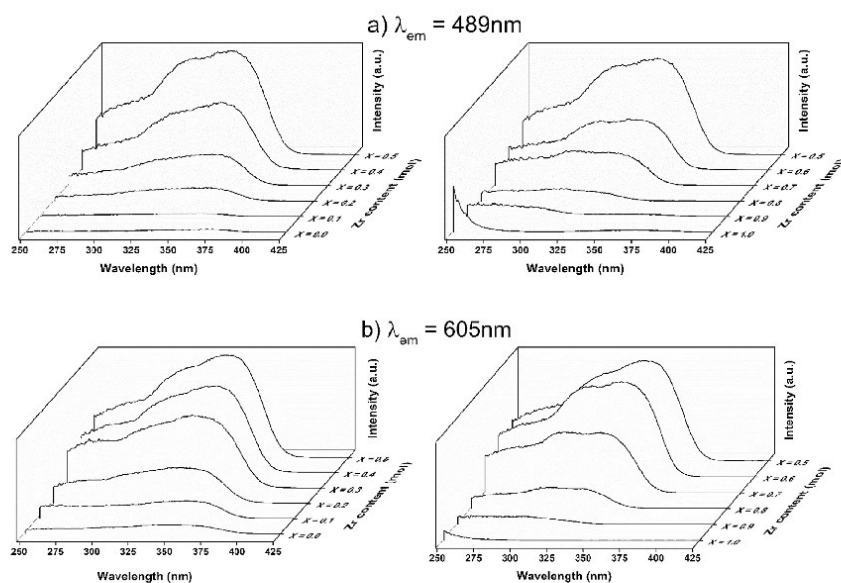 a) λem = 489nm
Intensity (a.u.)
X = 0.5
X = 0.4
X = 0.3
X = 0.2
X = 0.1
X = 0.0
Zr content (mol)
250 275 300 325 350 375 400 425
Wavelength (nm)
Intensity (a.u.)
X = 0.5
X = 0.6
X = 0.7
X = 0.8
X = 0.9
X = 1.0
Zr content (mol)
250 275 300 325 350 375 400 425
Wavelength (nm)
b) λem = 605nm
Intensity (a.u.)
X = 0.4
X = 0.3
X = 0.2
X = 0.1
X = 0.0
Zr content (mol)
250 275 300 325 350 375 400 425
Wavelength (nm)
Intensity (a.u.)
X = 0.5
X = 0.6
X = 0.7
X = 0.8
X = 0.9
X = 1.0
Zr content (mol)
250 275 300 325 350 375 400 425
Wavelength (nm)